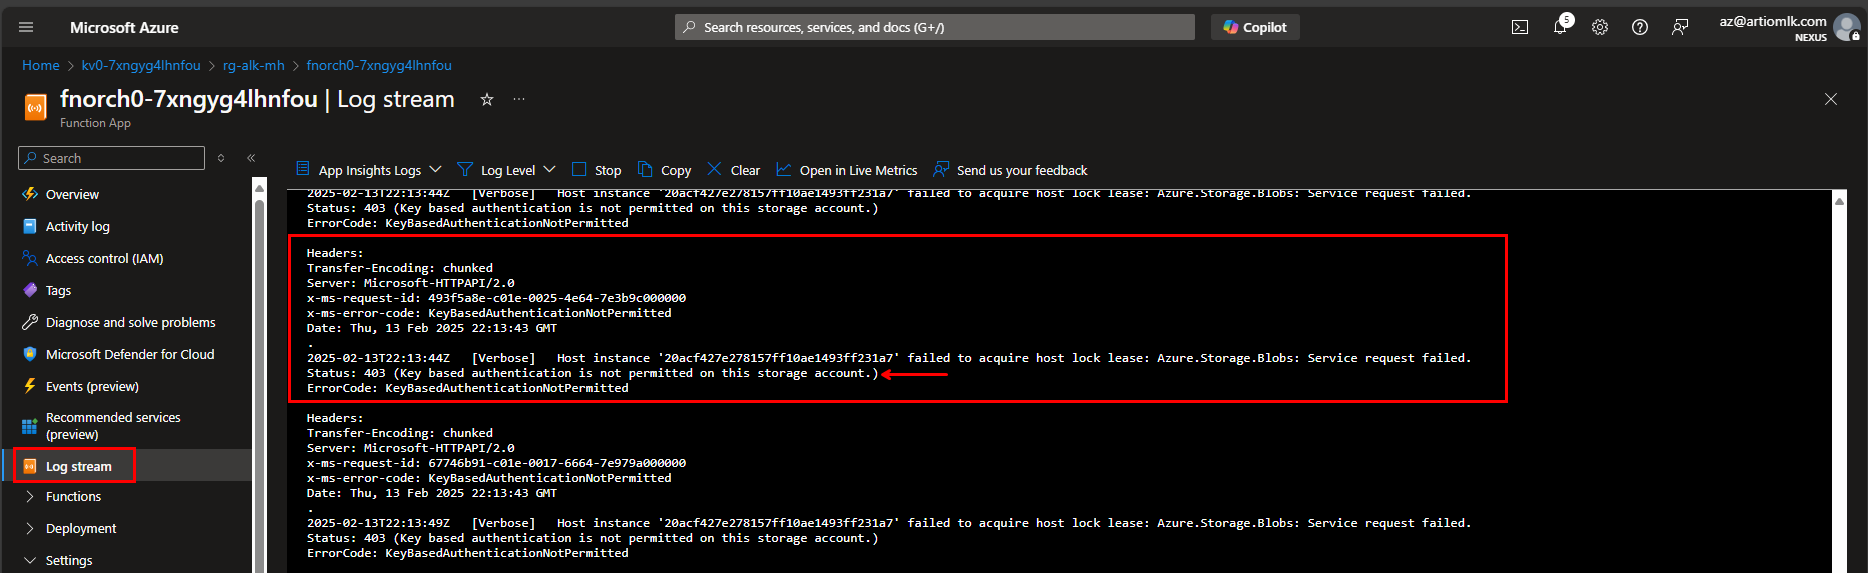 Microsoft Azure
Search resources, services, and docs (G+/)
Copilot
5
az@artiomlk.com
NEXUS
Home > kv0-7xngyg4lhnfou > rg-alk-mh > fnorch0-7xngyg4lhnfou
fnorch0-7xngyg4lhnfou | Log stream
Function App
Search
App Insights Logs
Log Level
Stop
Copy
Clear
Open in Live Metrics
Send us your feedback
Overview
Activity log
Access control (IAM)
Tags
Diagnose and solve problems
Microsoft Defender for Cloud
Events (preview)
Recommended services
(preview)
Log stream
Functions
Deployment
Settings
2025-02-13T22:13:44Z [Verbose] Host instance '20acf427e278157ff10ae1493ff231a7' failed to acquire host lock lease: Azure.Storage.Blobs: Service request failed.
Status: 403 (Key based authentication is not permitted on this storage account.)
ErrorCode: KeyBasedAuthenticationNotPermitted
Headers:
Transfer-Encoding: chunked
Server: Microsoft-HTTPAPI/2.0
x-ms-request-id: 493f5a8e-c01e-0025-4e64-7e3b9c000000
x-ms-error-code: KeyBasedAuthenticationNotPermitted
Date: Thu, 13 Feb 2025 22:13:43 GMT
.
2025-02-13T22:13:44Z [Verbose] Host instance '20acf427e278157ff10ae1493ff231a7' failed to acquire host lock lease: Azure.Storage.Blobs: Service request failed.
Status: 403 (Key based authentication is not permitted on this storage account.)
ErrorCode: KeyBasedAuthenticationNotPermitted
Headers:
Transfer-Encoding: chunked
Server: Microsoft-HTTPAPI/2.0
x-ms-request-id: 67746b91-c01e-0017-6664-7e979a000000
x-ms-error-code: KeyBasedAuthenticationNotPermitted
Date: Thu, 13 Feb 2025 22:13:43 GMT
.
2025-02-13T22:13:49Z [Verbose] Host instance '20acf427e278157ff10ae1493ff231a7' failed to acquire host lock lease: Azure.Storage.Blobs: Service request failed.
Status: 403 (Key based authentication is not permitted on this storage account.)
ErrorCode: KeyBasedAuthenticationNotPermitted